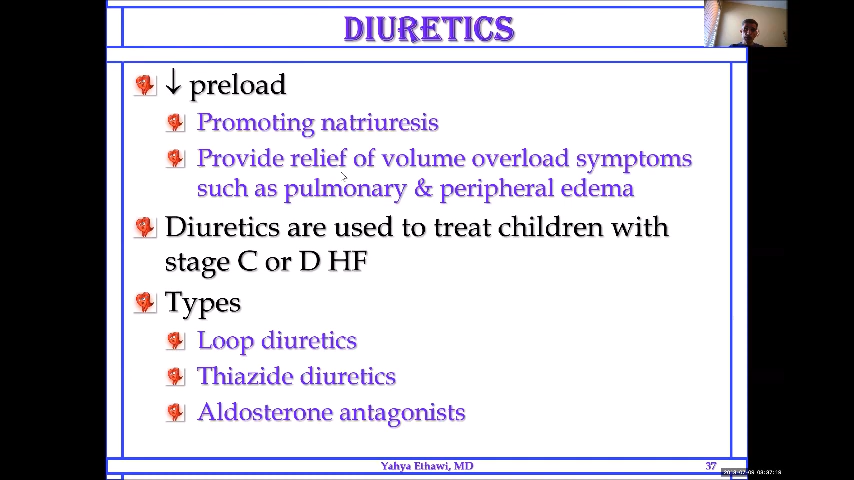 DIURETICS
↓ preload
Promoting natriuresis
Provide relief of volume overload symptoms
such as pulmonary & peripheral edema
Diuretics are used to treat children with
stage C or D HF
Types
Loop diuretics
Thiazide diuretics
Aldosterone antagonists
Yahya Ethawi, MD
37